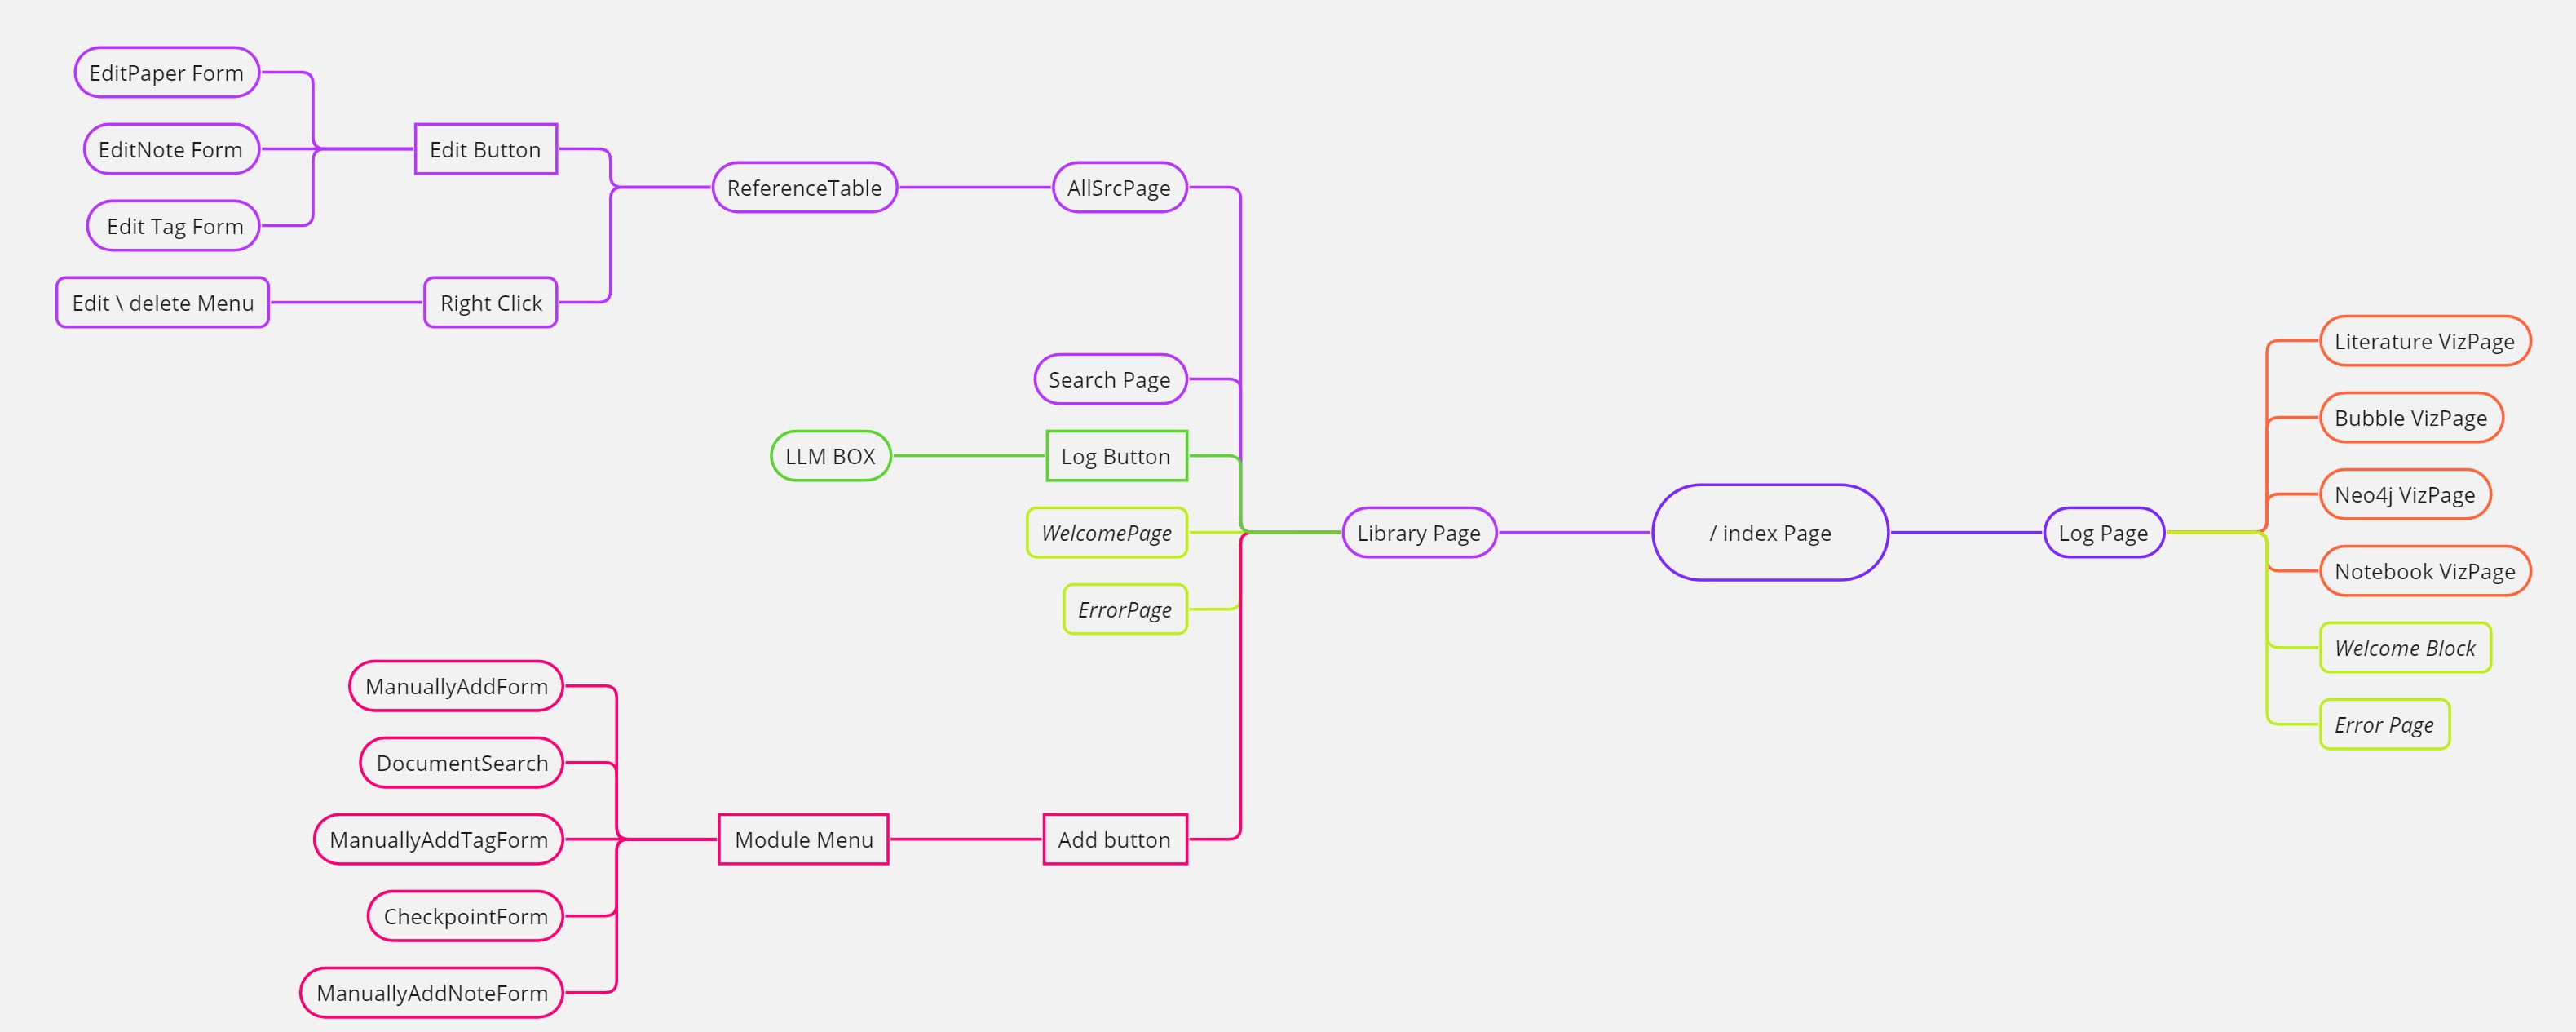 EditPaper Form
EditNote Form
Edit Button
ReferenceTable
AllSrcPage
Edit Tag Form
Edit \ delete Menu
Right Click
Search Page
LLM BOX
Log Button
WelcomePage
ErrorPage
Library Page
/ index Page
Log Page
Literature VizPage
Bubble VizPage
Neo4j VizPage
Notebook VizPage
Welcome Block
Error Page
ManuallyAddForm
DocumentSearch
ManuallyAddTagForm
Module Menu
Add button
CheckpointForm
ManuallyAddNoteForm